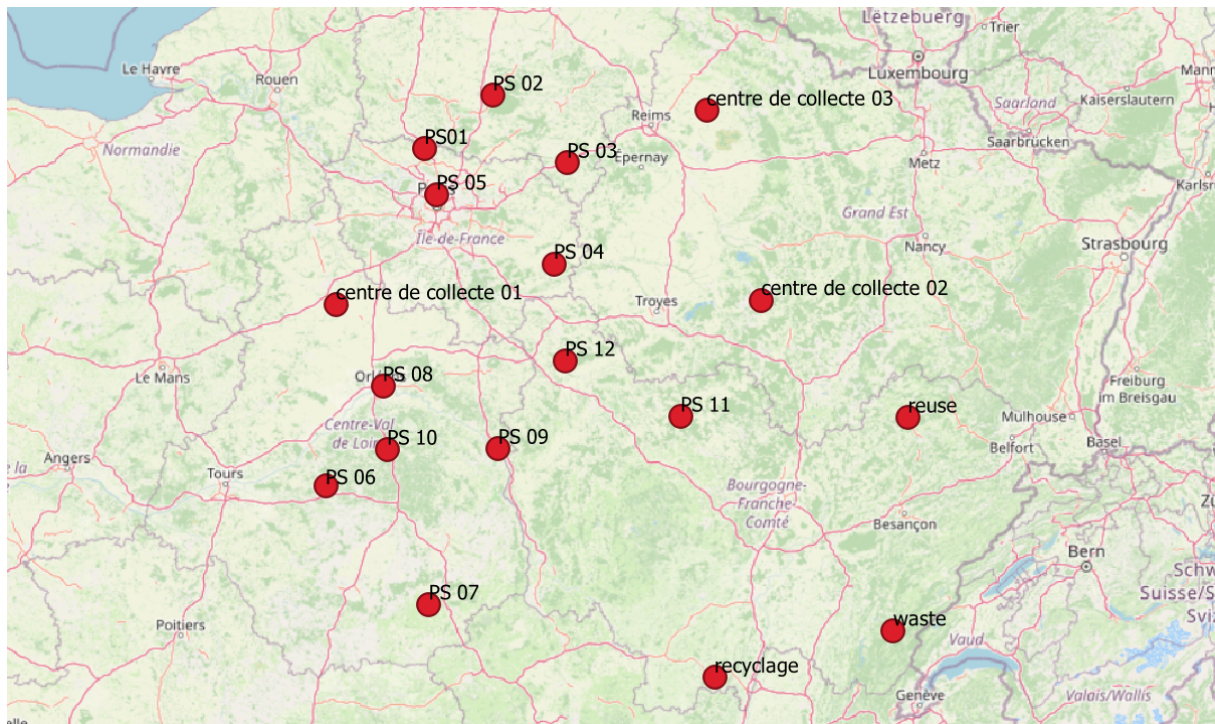 Lëtzebuerg
Trier
Le Havre
Rouen
Luxembourg
PS 02
centre de collecte 03
Saarland
Kaiserslautern
Reims
Normandie
PS01
PS 03
Épernay
Metz
Saarbrücken
PS 05
Île-de-France
Grand Est
Nancy
Strasbourg
PS 04
centre de collecte 01
Troyes
centre de collecte 02
PS 12
Le Mans
PS 08
Freiburg
im Breisgau
PS 11
reuse
Mulhouse
Centre-Val
PS 10
PS 09
Belfort
Basel
Angers
Tours
PS 06
Bourgogne-
Franche-
Comté
Besançon
Bern
PS 07
Poitiers
waste
Vaud
recyclage
Genève
Valais/Wallis